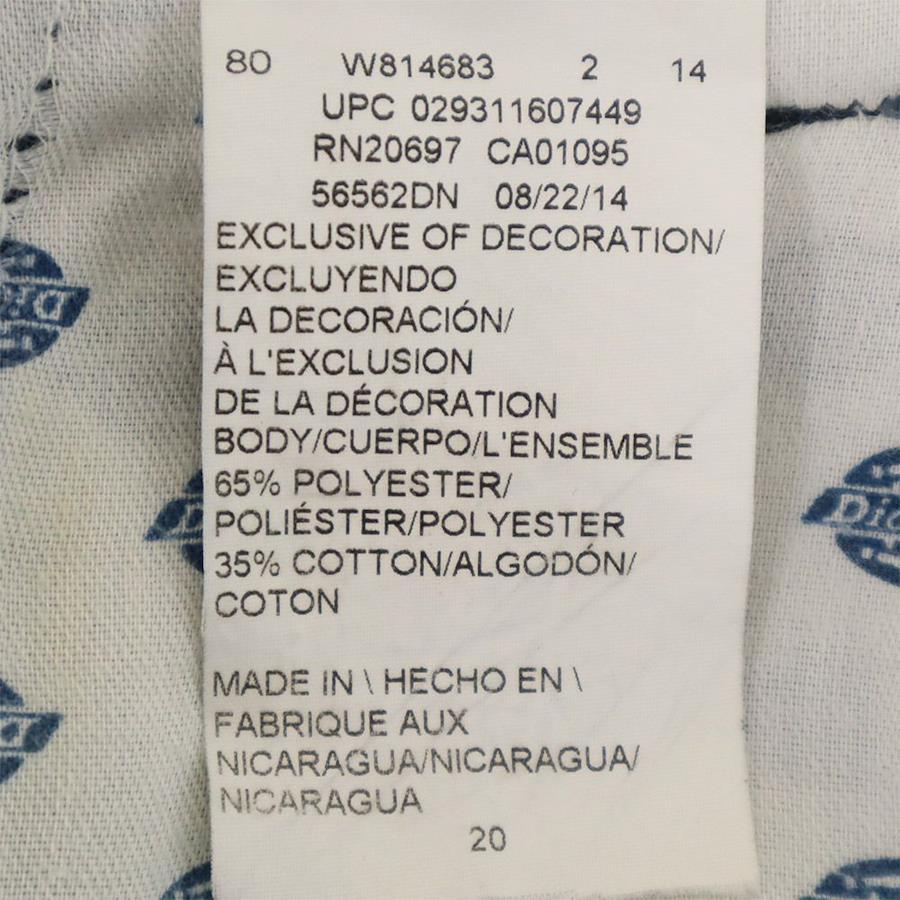 80 W814683 2 14
UPC 029311607449
RN20697 CA01095
56562DN 08/22/14
EXCLUSIVE OF DECORATION/
EXCLUYENDO
LA DECORACIÓN/
À L'EXCLUSION
DE LA DÉCORATION
BODY/CUERPO/L'ENSEMBLE
65% POLYESTER/
POLIÉSTER/POLYESTER
35% COTTON/ALGODÓN/
COTON
MADE IN \ HECHO EN \
FABRIQUE AUX
NICARAGUA/NICARAGUA/
NICARAGUA
20